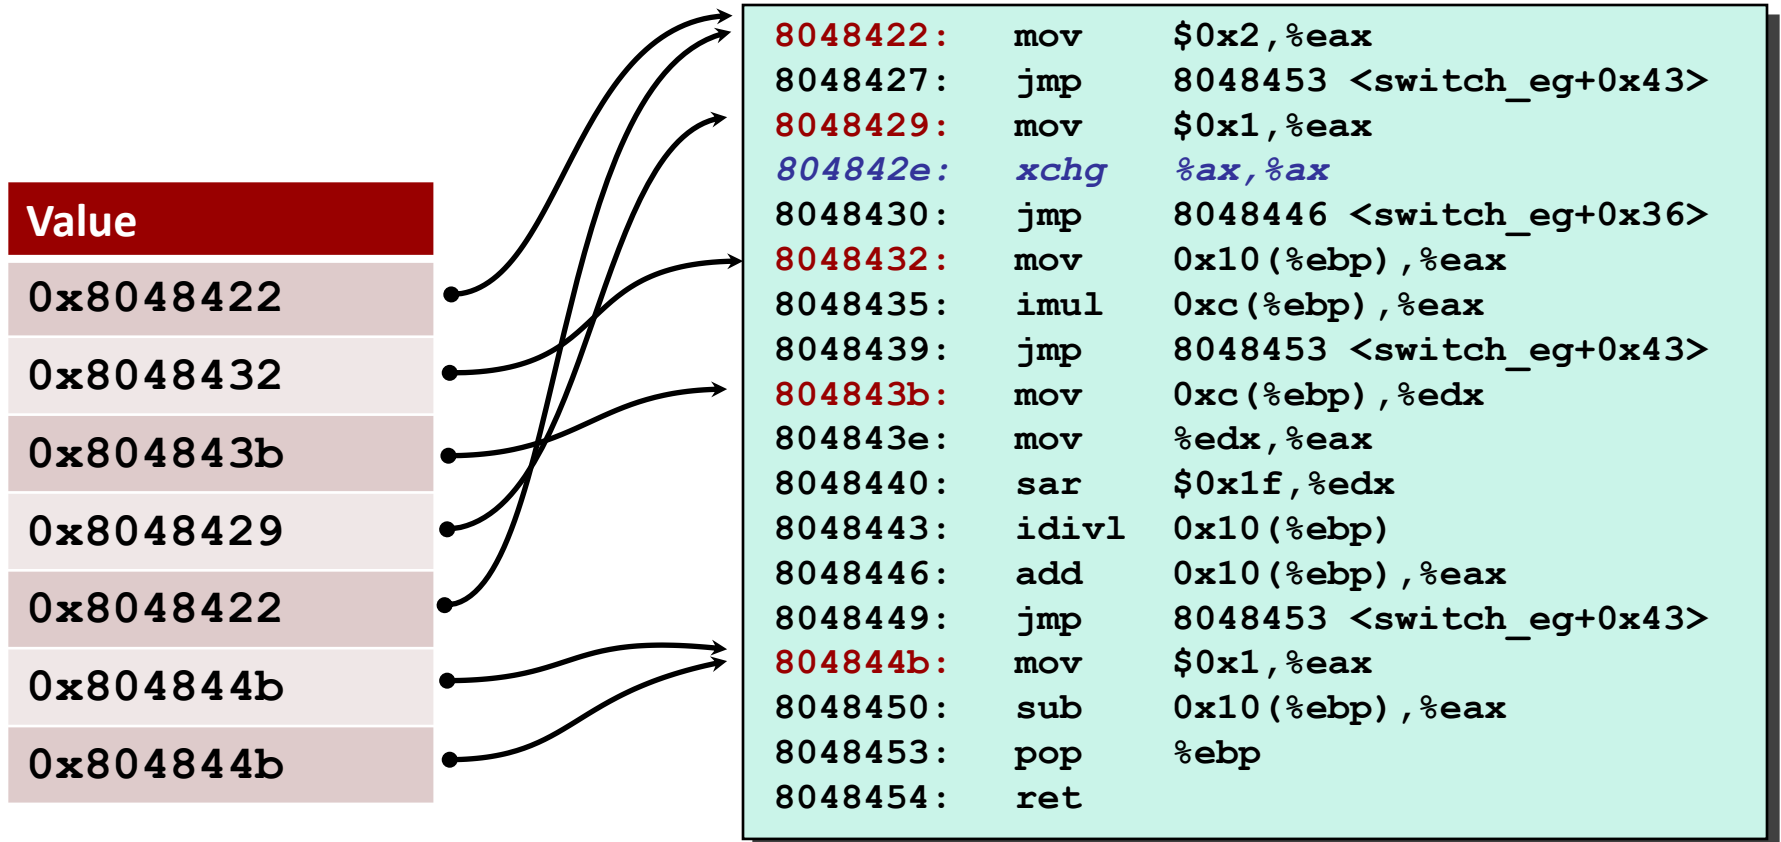 Value
0x8048422
0x8048432
0x804843b
0x8048429
0x8048422
0x804844b
0x804844b
8048422: mov $0x2,%eax
8048427: jmp 8048453 <switch_eg+0x43>
8048429: mov $0x1,%eax
804842e: xchg %ax,%ax
8048430: jmp 8048446 <switch_eg+0x36>
8048432: mov 0x10(%ebp),%eax
8048435: imul 0xc(%ebp),%eax
8048439: jmp 8048453 <switch_eg+0x43>
804843b: mov 0xc(%ebp),%edx
804843e: mov %edx,%eax
8048440: sar $0x1f,%edx
8048443: idivl 0x10(%ebp)
8048446: add 0x10(%ebp),%eax
8048449: jmp 8048453 <switch_eg+0x43>
804844b: mov $0x1,%eax
8048450: sub 0x10(%ebp),%eax
8048453: pop %ebp
8048454: ret